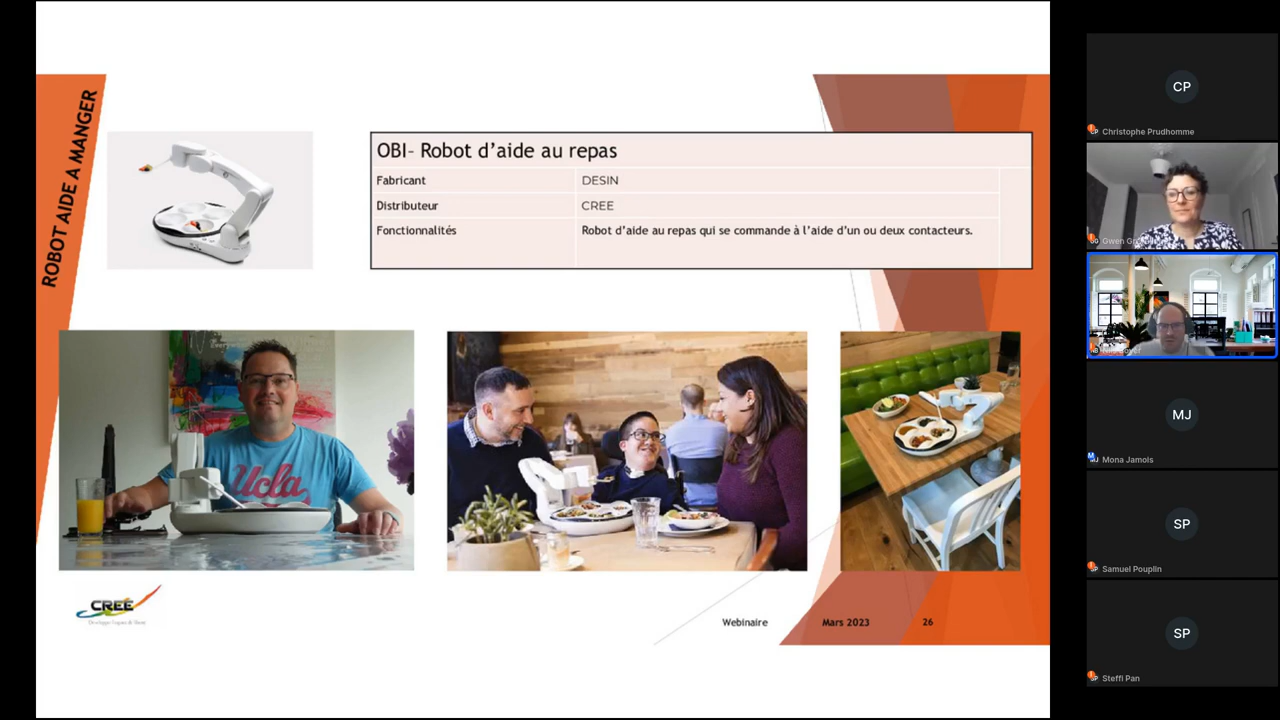 ROBOT AIDE A MANGER
OBI- Robot d’aide au repas
Fabricant DESIN
Distributeur CREE
Fonctionnalités Robot d’aide au repas qui se commande à l’aide d’un ou deux contacteurs.
Ucla
CREE
Webinaire Mars 2023 26
CP
Christophe Prudhomme
Gwen
MJ
Mona Jamois
SP
Samuel Pouplin
SP
Steffi Pan